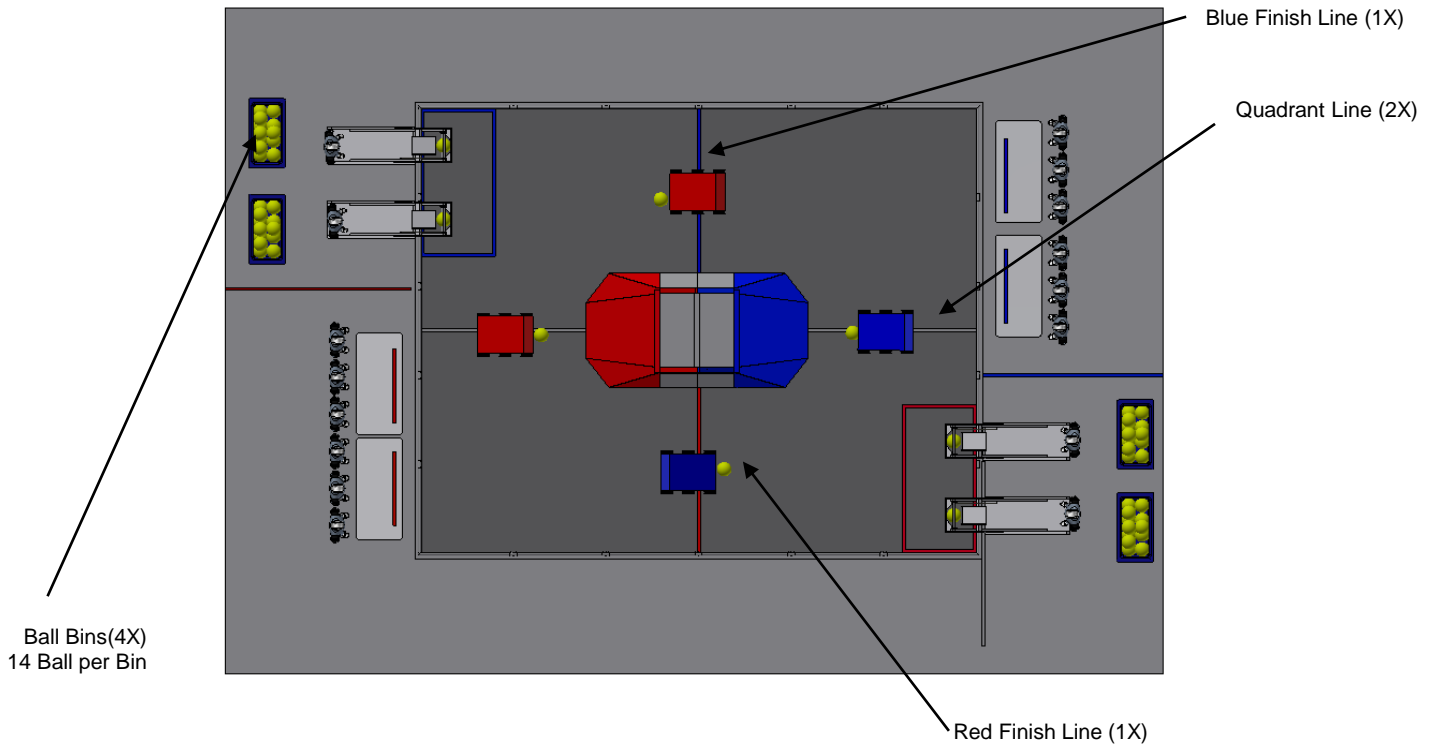 Blue Finish Line (1X)
Quadrant Line (2X)
Ball Bins(4X)
14 Ball per Bin
Red Finish Line (1X)